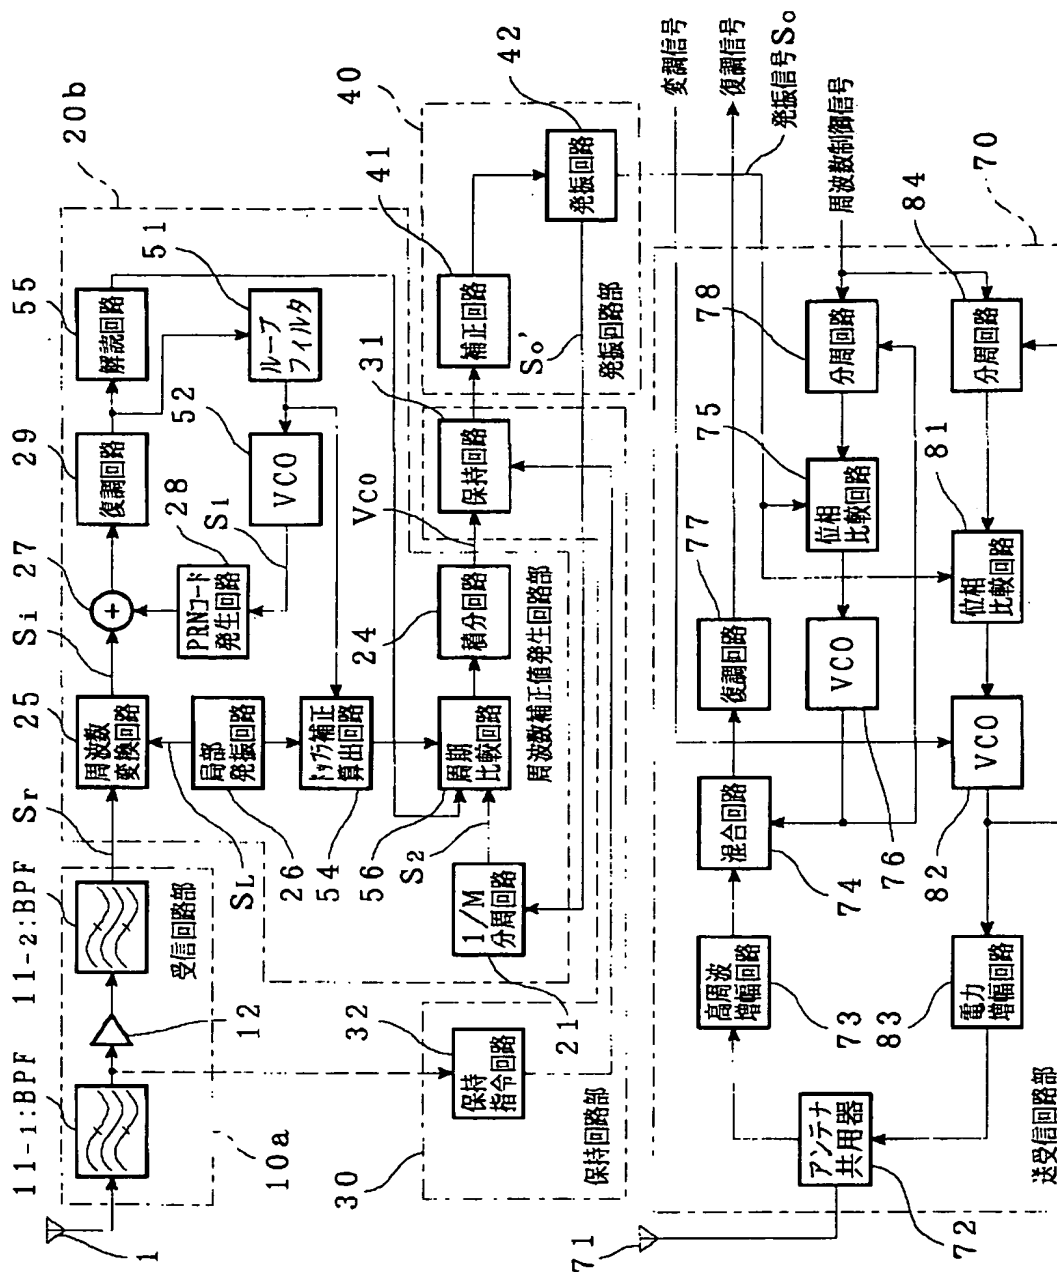 1
11-1:BPF
12
11-2:BPF
受信回路部
10a
Sr
25
周波数
変換回路
SL
局部
発振回路
26
Si
27
+
PRNコード
発生回路
28
29
復調回路
55
解読回路
51
ループ
フィルタ
52
VCO
S1
20b
ドップラ補正
算出回路
54
周期
比較回路
56
S2
1/M
分周回路
21
積分回路
24
周波数補正値発生回路部
VC0
32
保持
指令回路
30
保持回路部
31
保持回路
補正回路
41
40
発振回路
42
So'
発振回路部
変調信号
復調信号
発振信号So
周波数制御信号
71
アンテナ
共用器
72
高周波
増幅回路
73
混合回路
74
復調回路
77
VCO
76
位相
比較回路
75
分周回路
78
分周回路
84
位相
比較回路
81
VCO
82
電力
増幅回路
83
70
送受信回路部